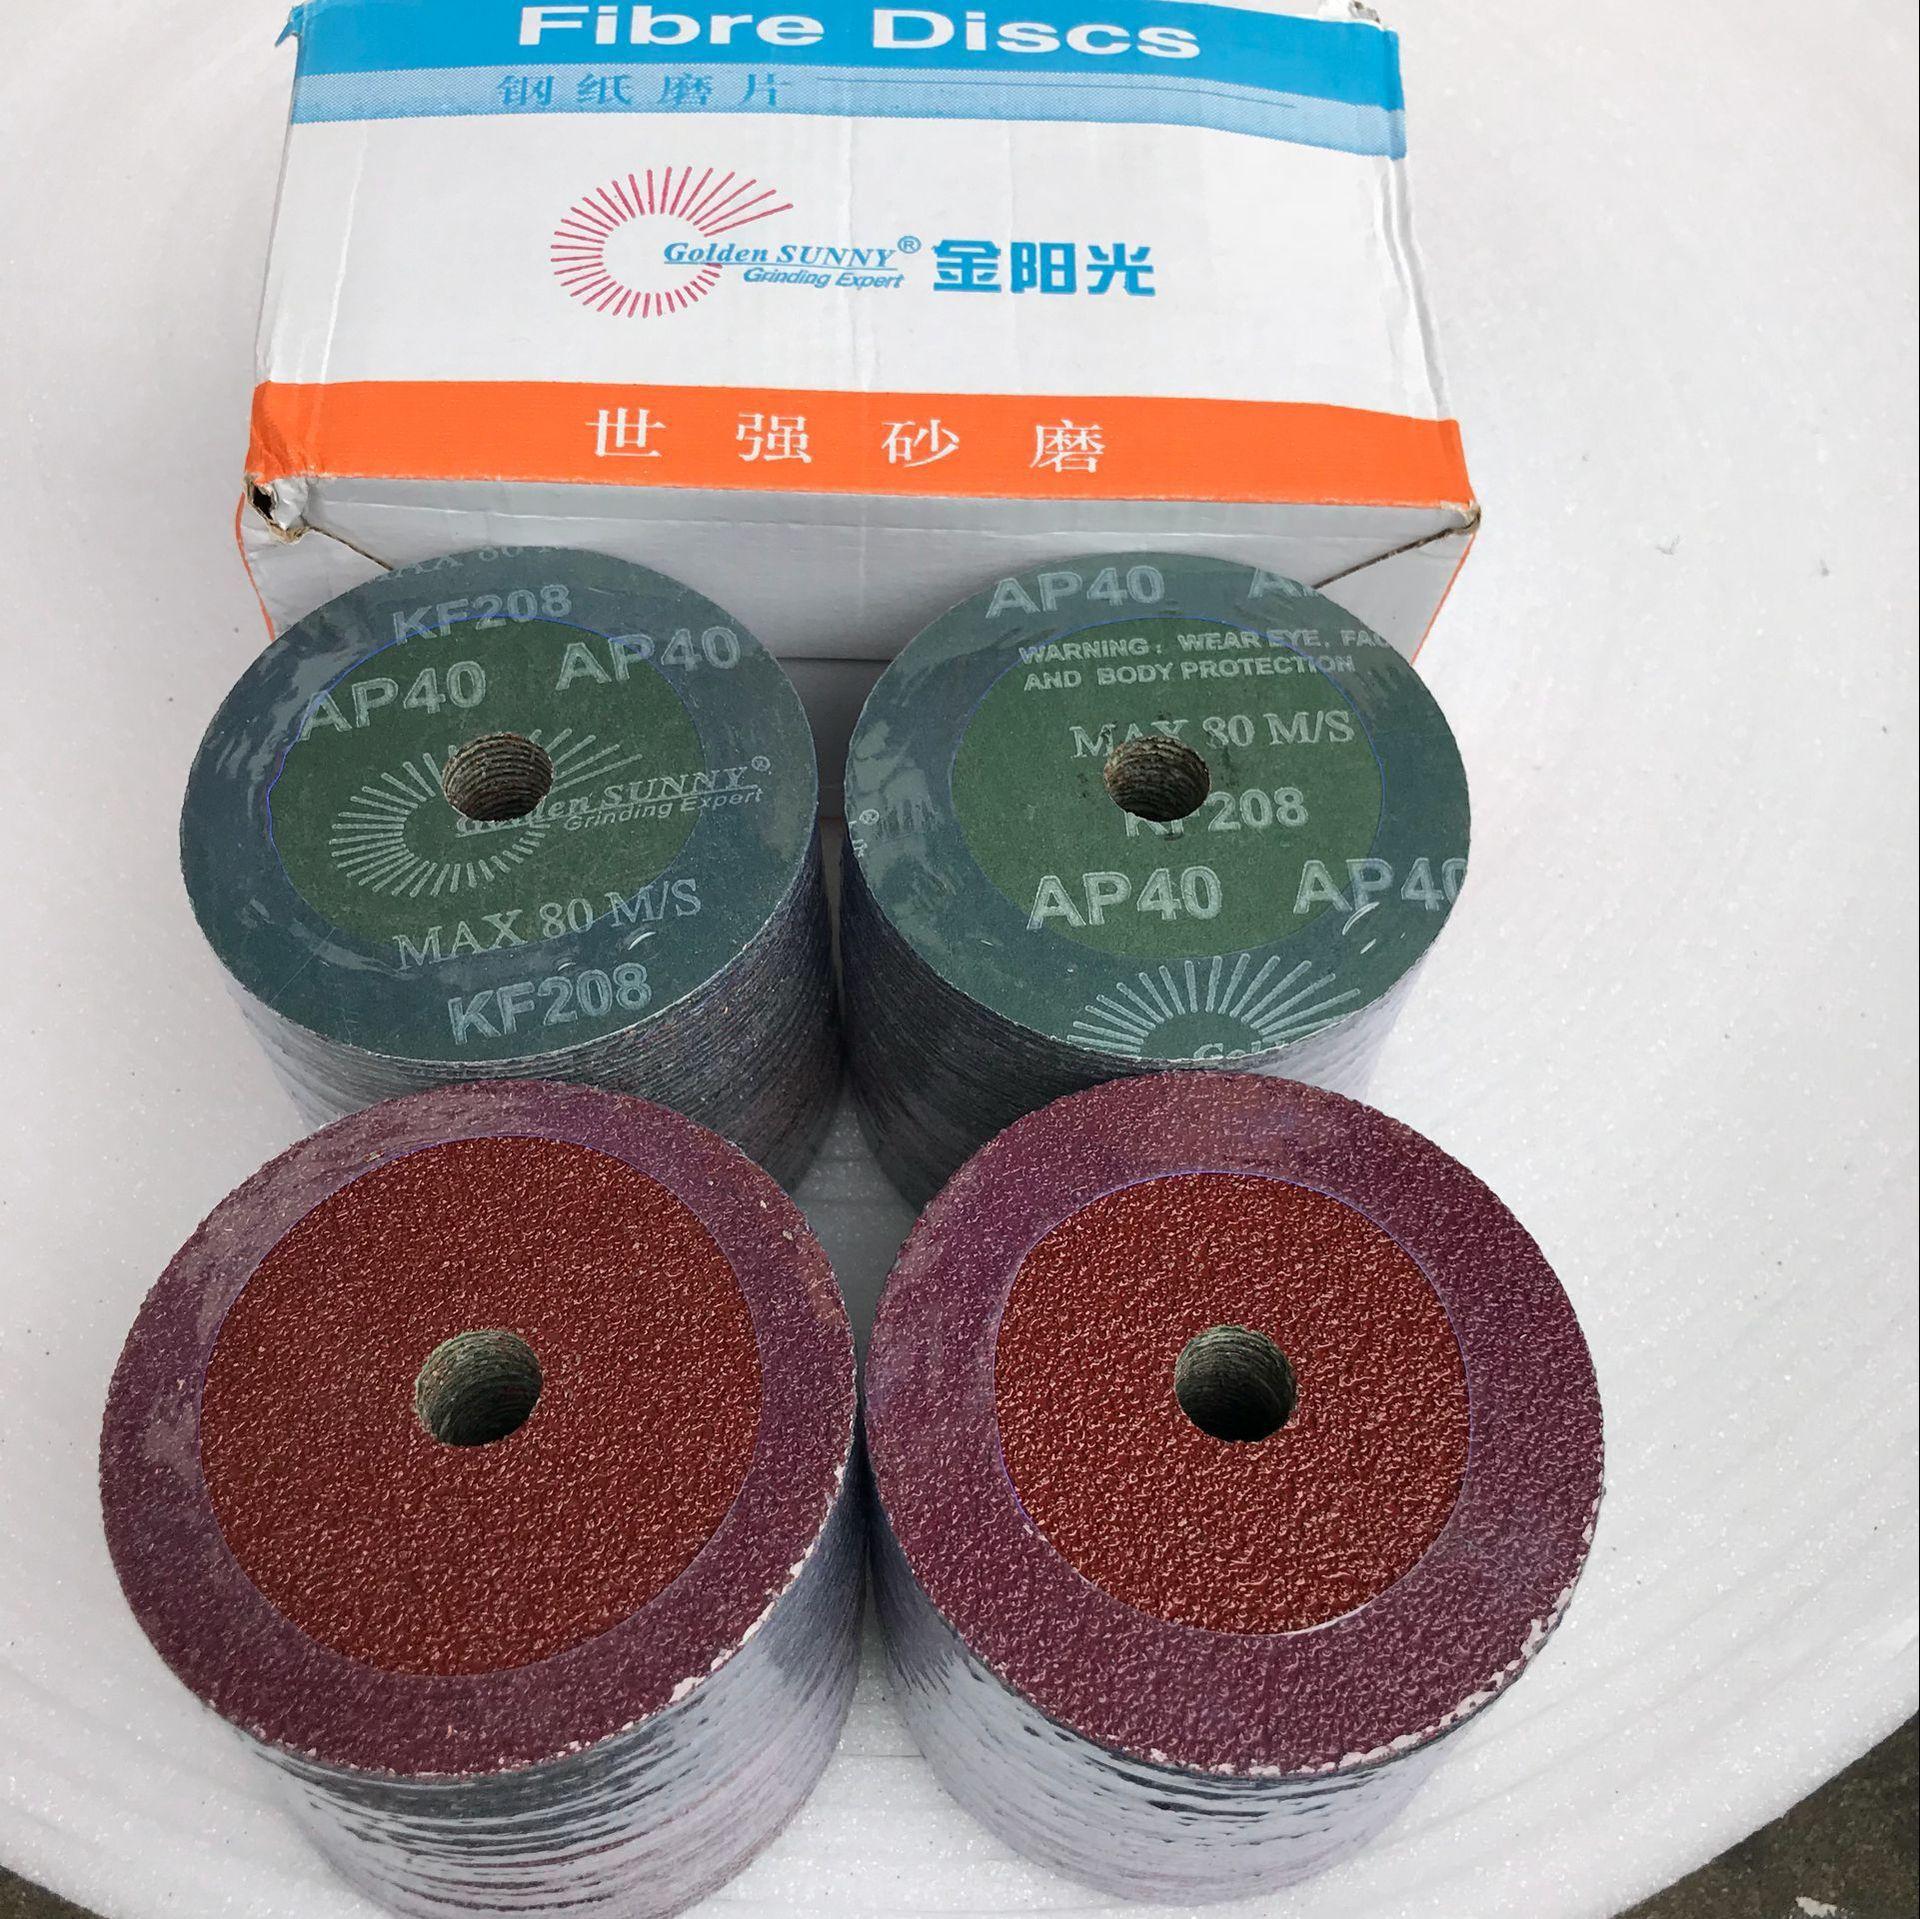 Fibre Discs
钢纸磨片
Golden SUNNY® 金阳光
Grinding Expert
世强砂磨
MAX 80
KF208
AP40 AP40
SUNNY®
Grinding Expert
MAX 80 M/S
KF208
AP40
WARNING: WEAR EYE,
AND BODY PROTECTION
MAX 80 M/S
KF208
AP40 AP40